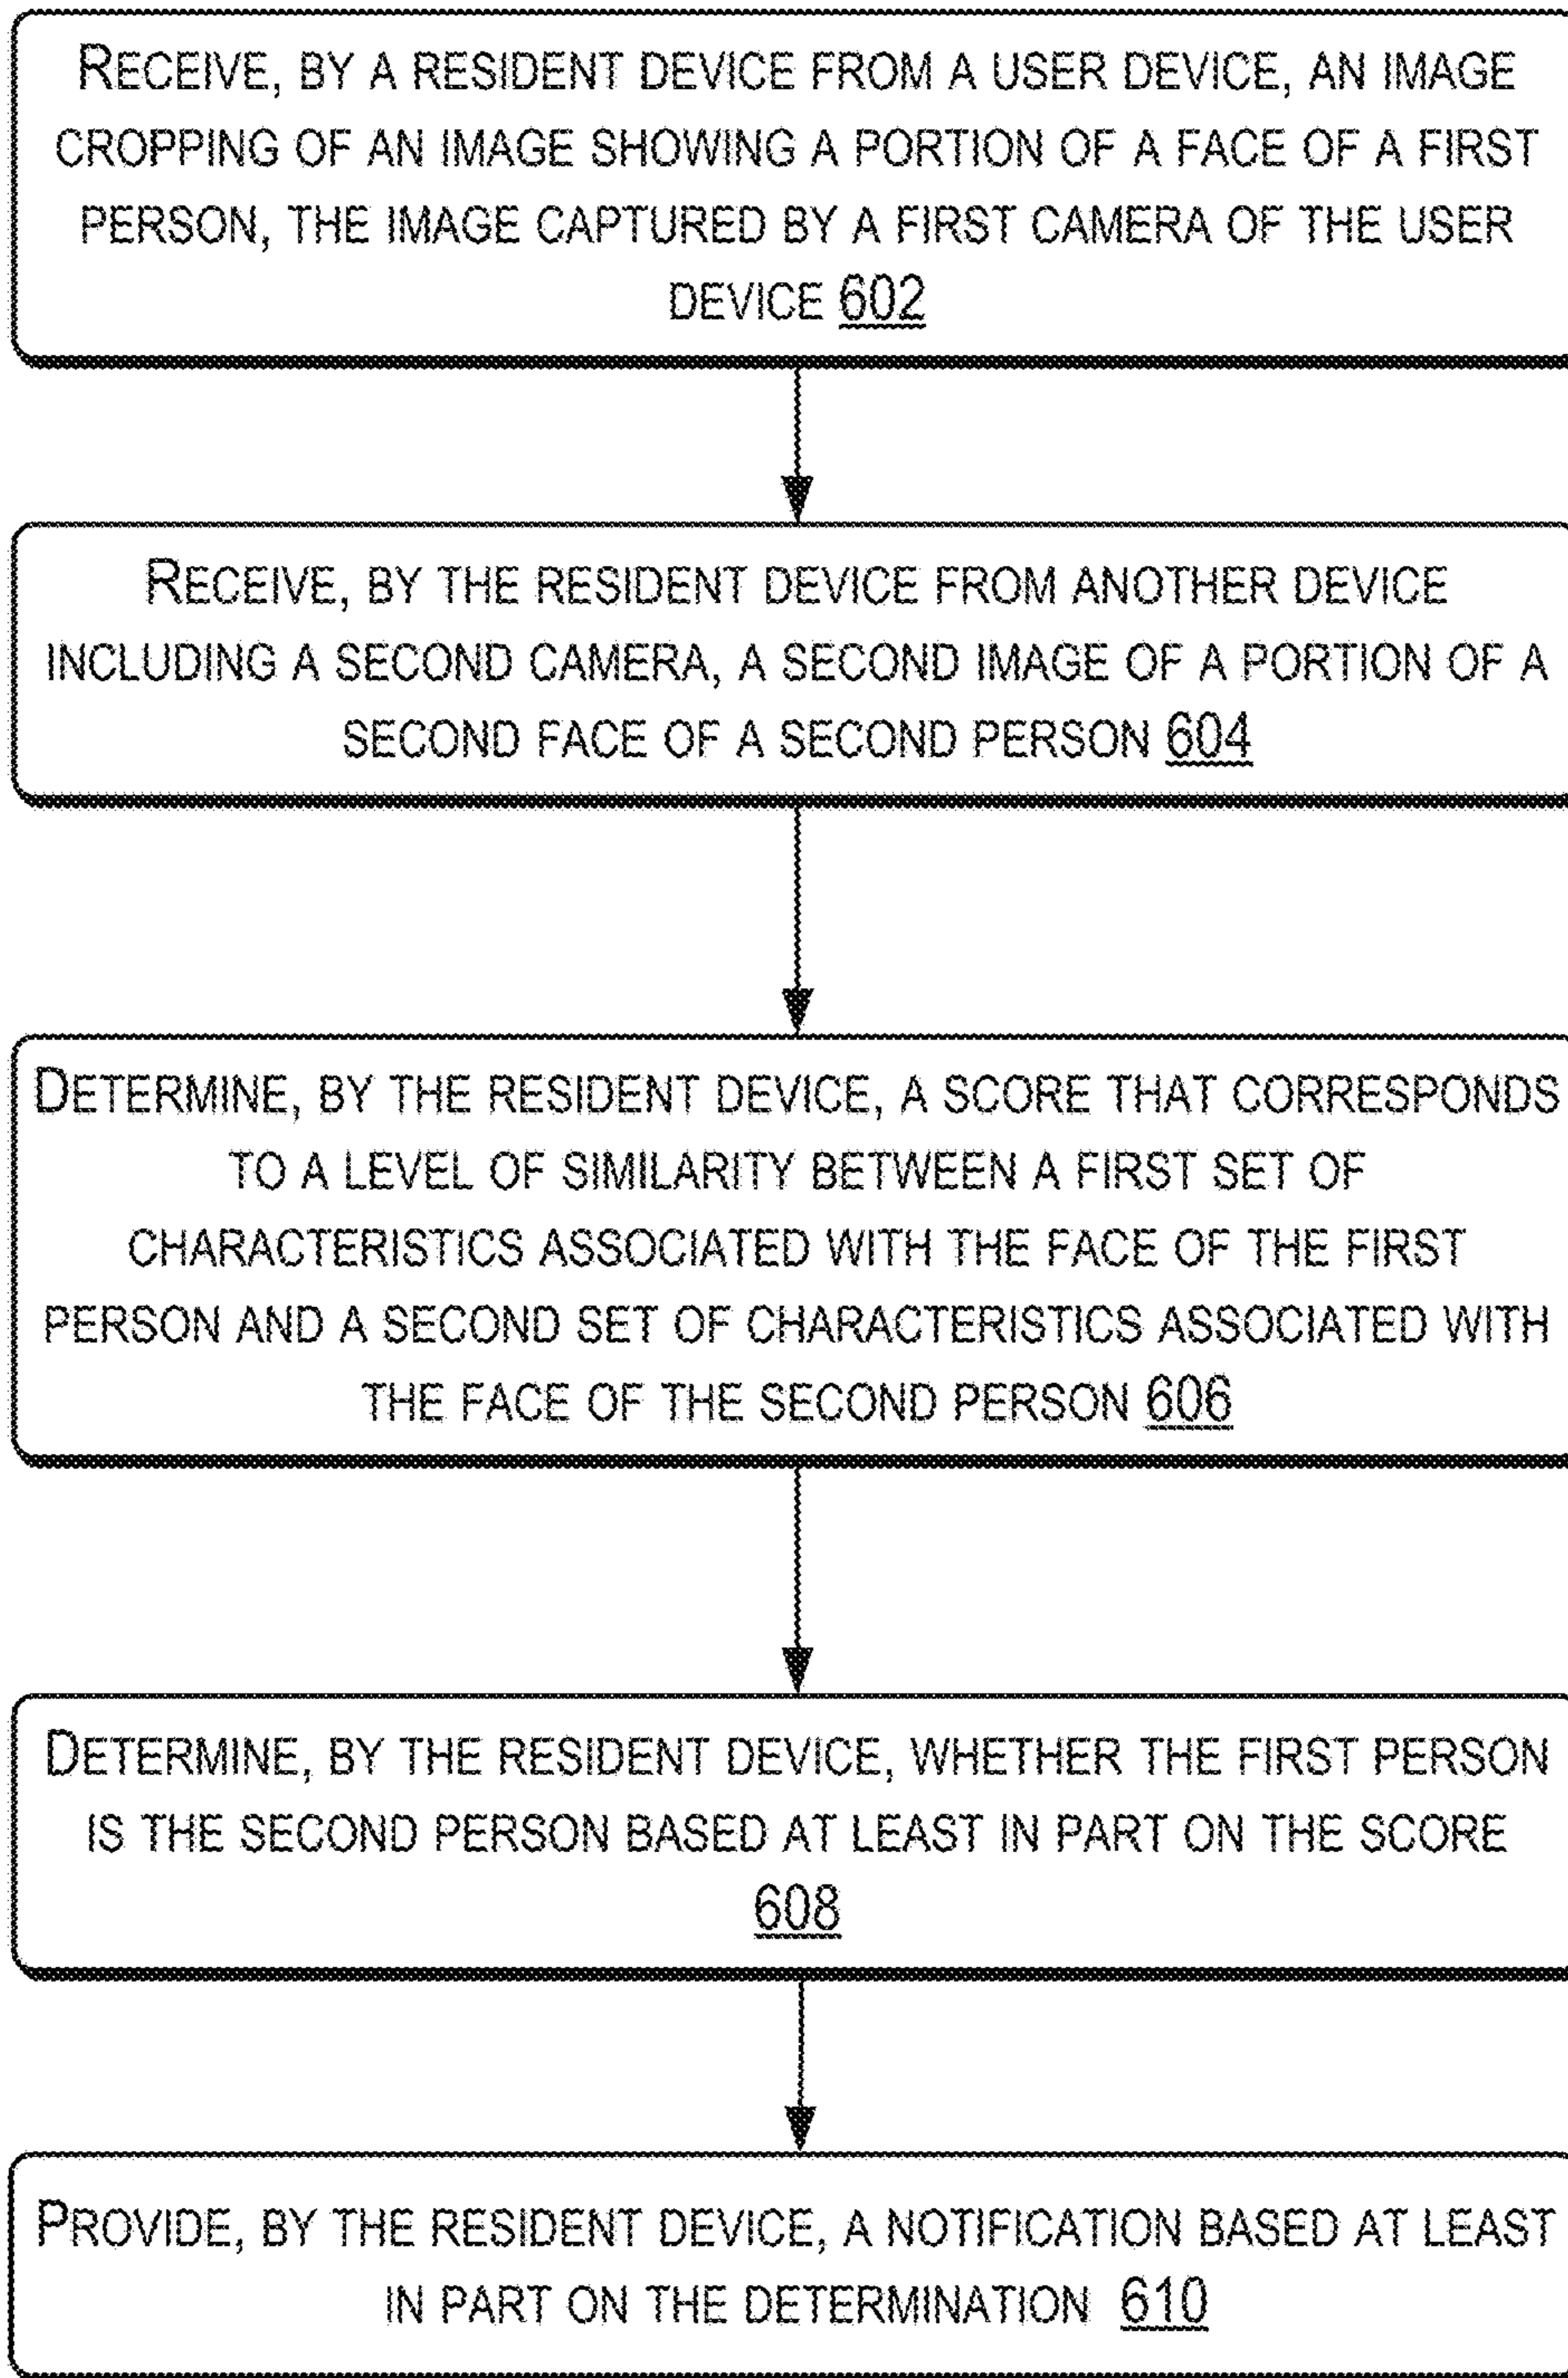 RECEIVE, BY A RESIDENT DEVICE FROM A USER DEVICE, AN IMAGE
CROPPING OF AN IMAGE SHOWING A PORTION OF A FACE OF A FIRST
PERSON, THE IMAGE CAPTURED BY A FIRST CAMERA OF THE USER
DEVICE 602
RECEIVE, BY THE RESIDENT DEVICE FROM ANOTHER DEVICE
INCLUDING A SECOND CAMERA, A SECOND IMAGE OF A PORTION OF A
SECOND FACE OF A SECOND PERSON 604
DETERMINE, BY THE RESIDENT DEVICE, A SCORE THAT CORRESPONDS
TO A LEVEL OF SIMILARITY BETWEEN A FIRST SET OF
CHARACTERISTICS ASSOCIATED WITH THE FACE OF THE FIRST
PERSON AND A SECOND SET OF CHARACTERISTICS ASSOCIATED WITH
THE FACE OF THE SECOND PERSON 606
DETERMINE, BY THE RESIDENT DEVICE, WHETHER THE FIRST PERSON
IS THE SECOND PERSON BASED AT LEAST IN PART ON THE SCORE
608
PROVIDE, BY THE RESIDENT DEVICE, A NOTIFICATION BASED AT LEAST
IN PART ON THE DETERMINATION 610